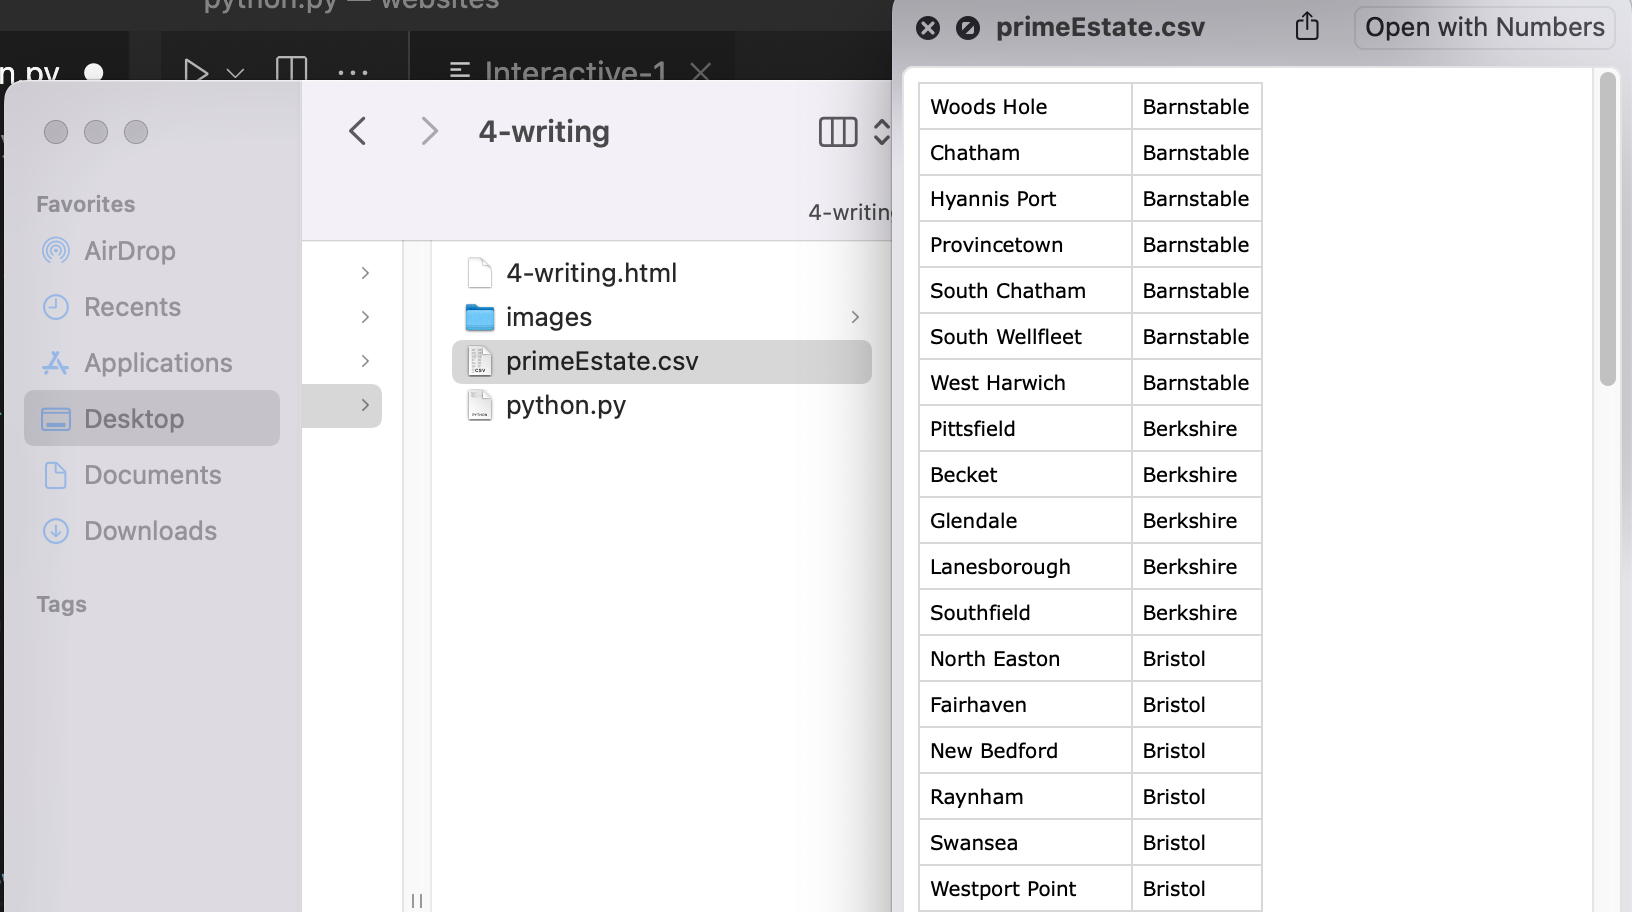 python.py — websites
n.py
Interactive-1
primeEstate.csv
Open with Numbers
4-writing
4-writing
Favorites
AirDrop
Recents
Applications
Desktop
Documents
Downloads
Tags
4-writing.html
images
primeEstate.csv
python.py
Woods Hole Barnstable
Chatham Barnstable
Hyannis Port Barnstable
Provincetown Barnstable
South Chatham Barnstable
South Wellfleet Barnstable
West Harwich Barnstable
Pittsfield Berkshire
Becket Berkshire
Glendale Berkshire
Lanesborough Berkshire
Southfield Berkshire
North Easton Bristol
Fairhaven Bristol
New Bedford Bristol
Raynham Bristol
Swansea Bristol
Westport Point Bristol